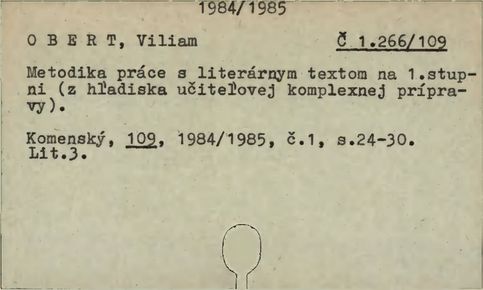 1984/1985
O B E R T, Viliam Č 1.266/109
Metodika práce s literárnym textom na 1.stup-
ni (z hľadiska učiteľovej komplexnej prípra-
vy).
Komenský, 109, 1984/1985, č.1, s.24-30.
Lit.3.